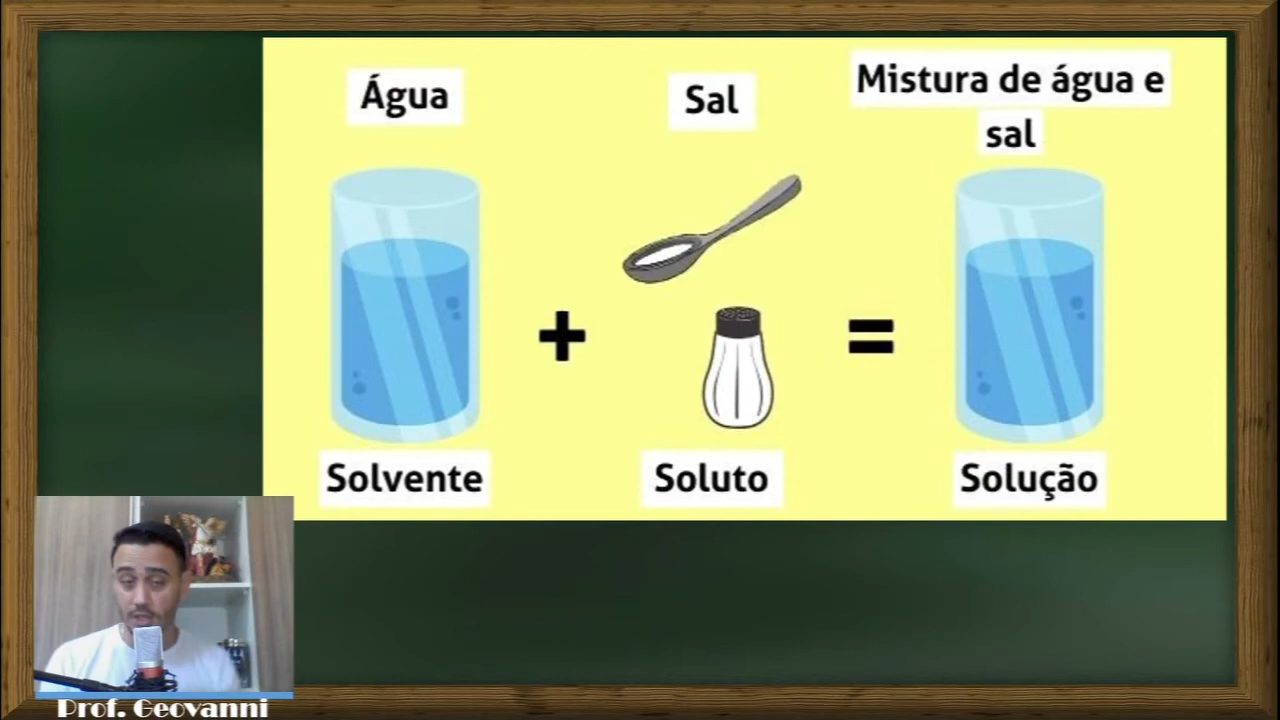 Água
Sal
Mistura de água e
sal
+
=
Solvente
Soluto
Solução
Prof. Geovanni